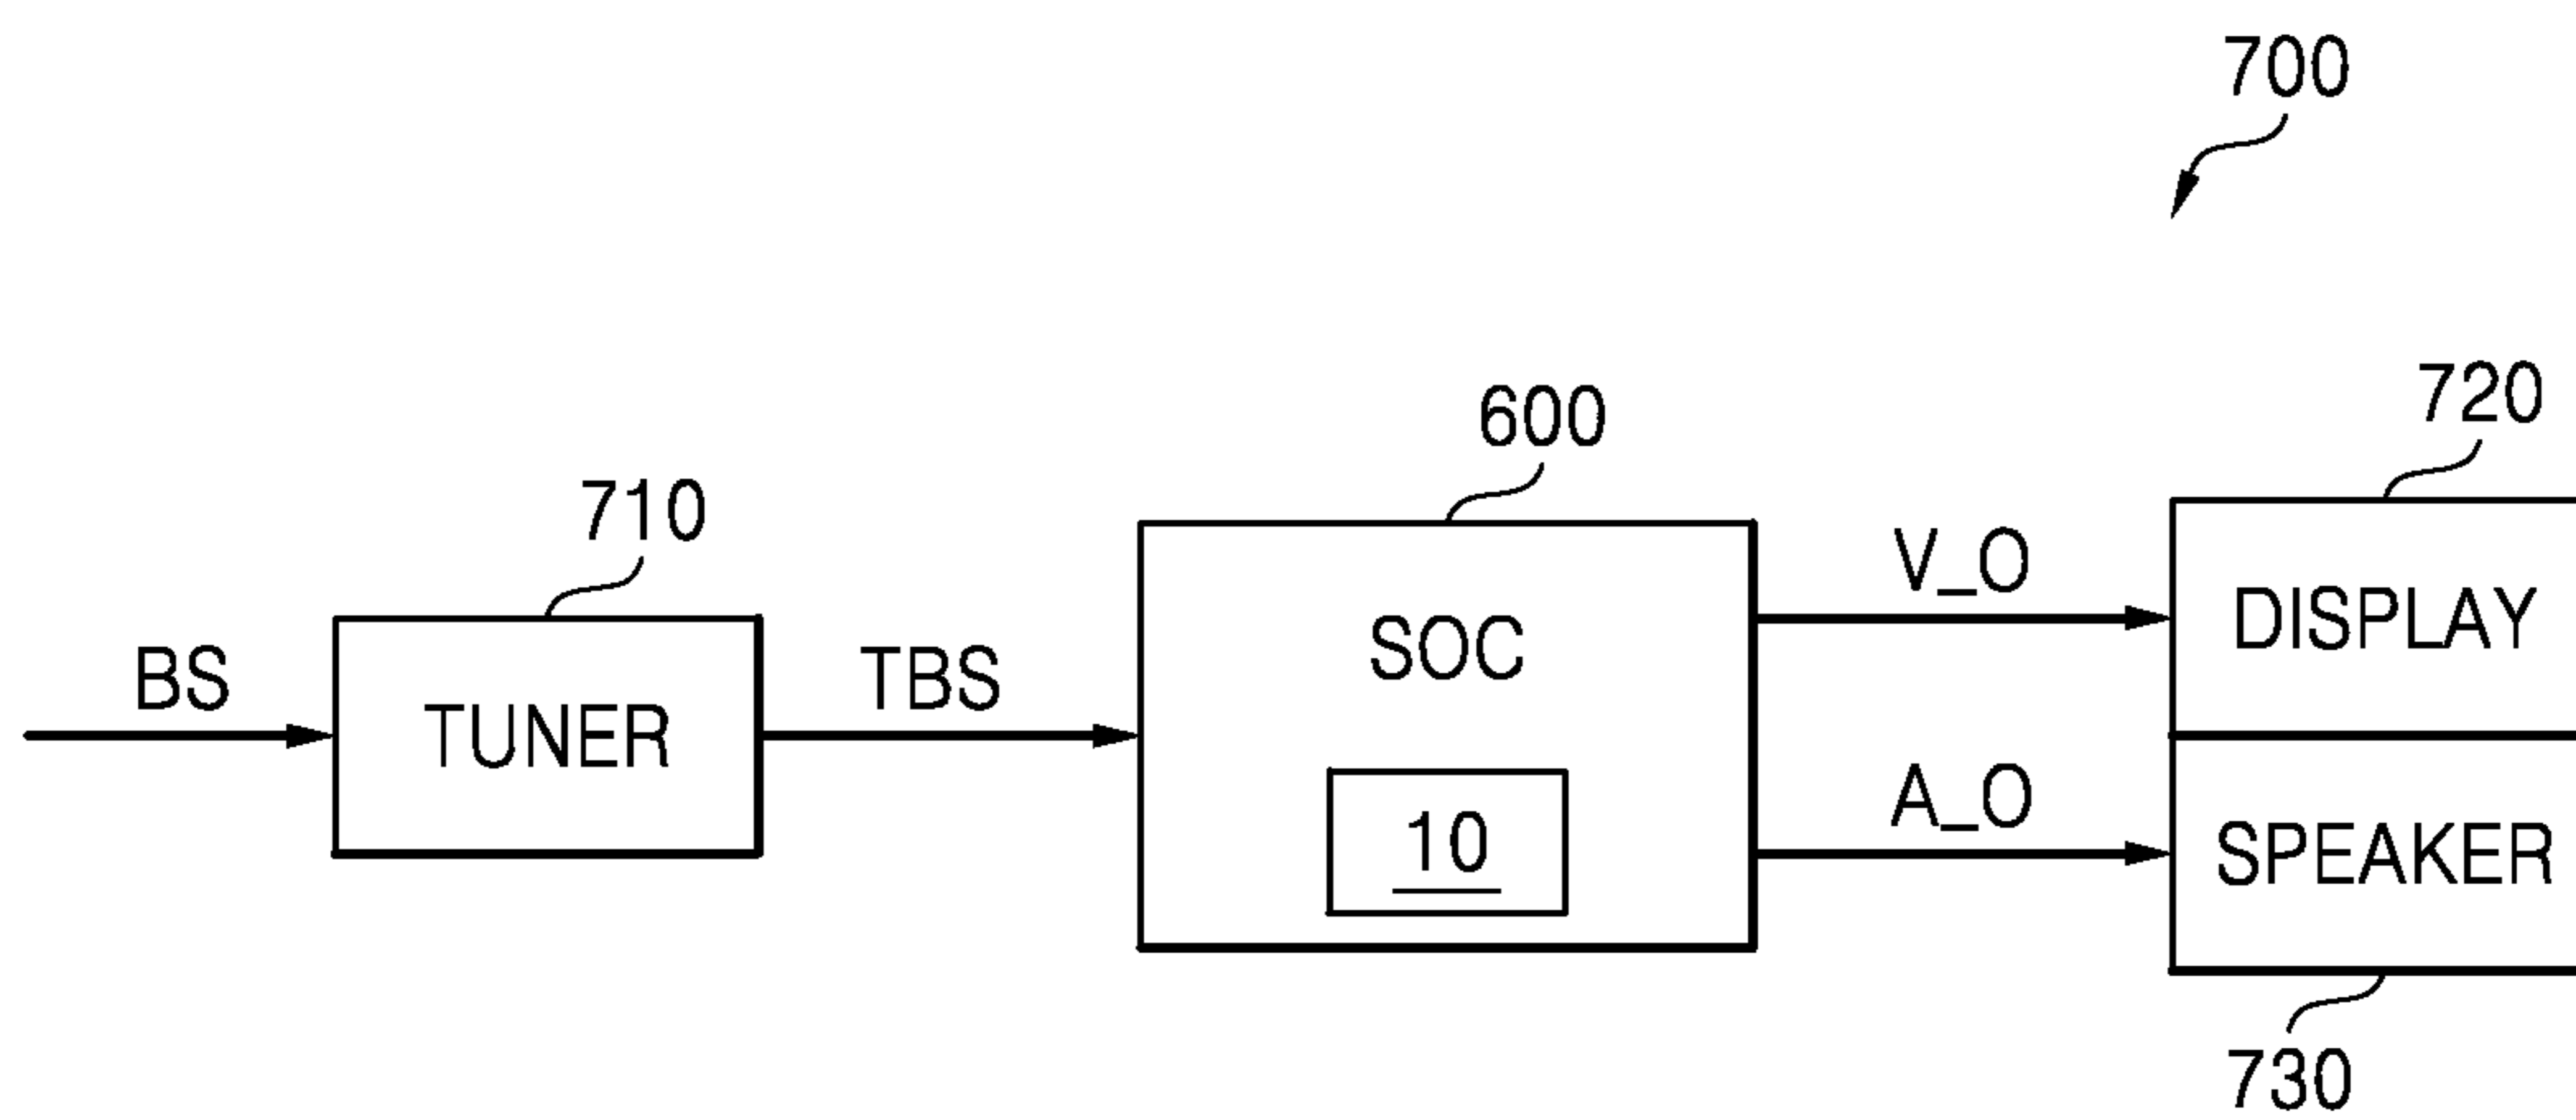 700
720
600
710
V_O
DISPLAY
SOC
BS
TBS
TUNER
A_O
10
SPEAKER
730